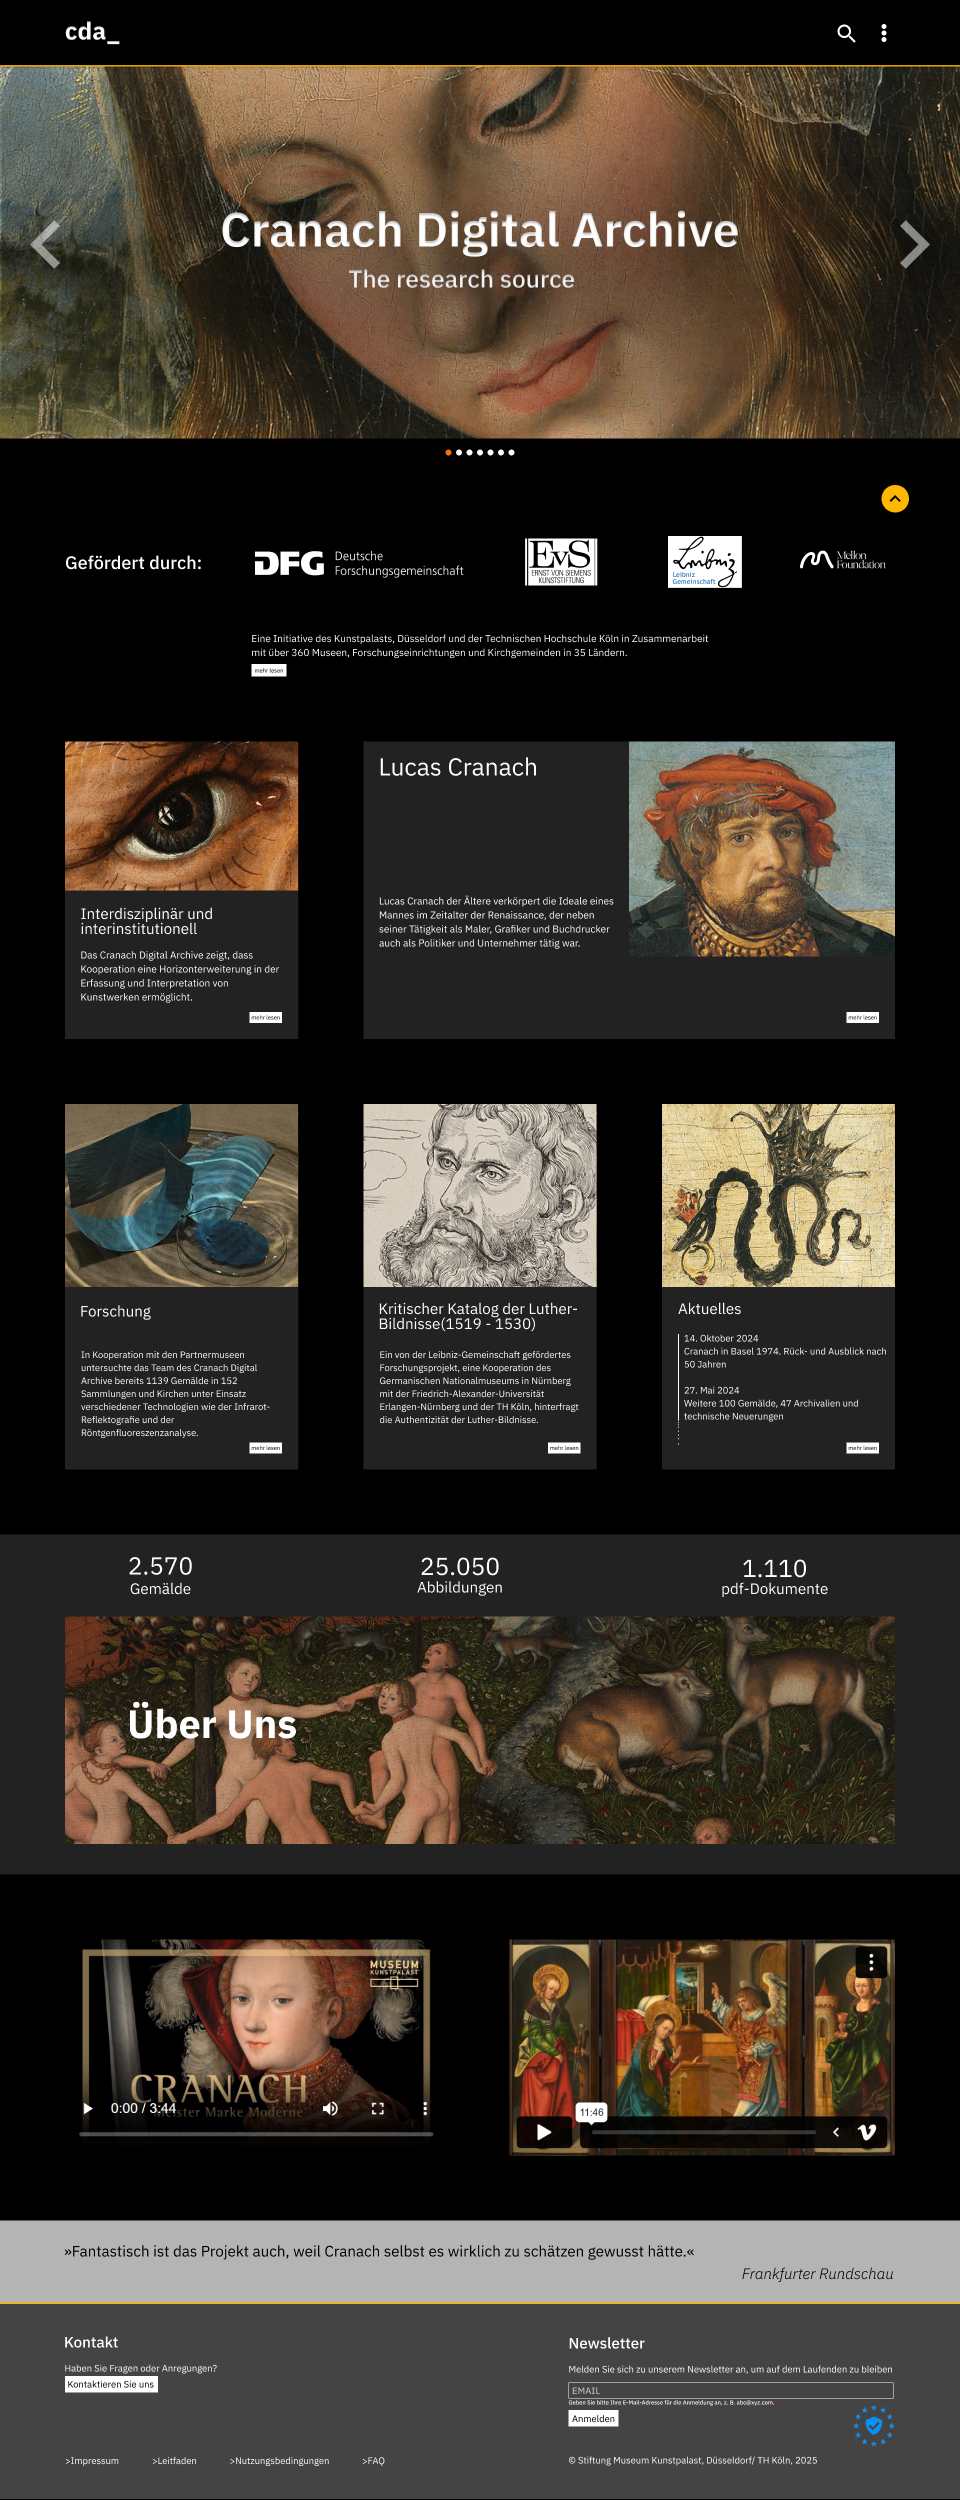 cda_
Cranach Digital Archive
The research source
Gefördert durch:
DFG
Deutsche
Forschungsgemeinschaft
EvS
ERNST VON SIEMENS
KUNSTSTIFTUNG
Leibniz
Leibniz
Gemeinschaft
Mellon
Foundation
Eine Initiative des Kunstpalasts, Düsseldorf und der Technischen Hochschule Köln in Zusammenarbeit
mit über 360 Museen, Forschungseinrichtungen und Kirchgemeinden in 35 Ländern.
mehr lesen
Interdisziplinär und
interinstitutionell
Das Cranach Digital Archive zeigt, dass
Kooperation eine Horizonterweiterung in der
Erfassung und Interpretation von
Kunstwerken ermöglicht.
mehr lesen
Lucas Cranach
Lucas Cranach der Ältere verkörpert die Ideale eines
Mannes im Zeitalter der Renaissance, der neben
seiner Tätigkeit als Maler, Grafiker und Buchdrucker
auch als Politiker und Unternehmer tätig war.
mehr lesen
Forschung
In Kooperation mit den Partnermuseen
untersuchte das Team des Cranach Digital
Archive bereits 1139 Gemälde in 152
Sammlungen und Kirchen unter Einsatz
verschiedener Technologien wie der Infrarot-
Reflektografie und der
Röntgenfluoreszenzanalyse.
mehr lesen
Kritischer Katalog der Luther-
Bildnisse(1519 - 1530)
Ein von der Leibniz-Gemeinschaft gefördertes
Forschungsprojekt, eine Kooperation des
Germanischen Nationalmuseums in Nürnberg
mit der Friedrich-Alexander-Universität
Erlangen-Nürnberg und der TH Köln, hinterfragt
die Authentizität der Luther-Bildnisse.
mehr lesen
Aktuelles
14. Oktober 2024
Cranach in Basel 1974. Rück- und Ausblick nach
50 Jahren
27. Mai 2024
Weitere 100 Gemälde, 47 Archivalien und
technische Neuerungen
mehr lesen
2.570
Gemälde
25.050
Abbildungen
1.110
pdf-Dokumente
Über Uns
MUSEUM
KUNSTPALAST
CRANACH
Meister Marke Moderne
0:00 / 3:44
11:46
»Fantastisch ist das Projekt auch, weil Cranach selbst es wirklich zu schätzen gewusst hätte.«
Frankfurter Rundschau
Kontakt
Haben Sie Fragen oder Anregungen?
Kontaktieren Sie uns
Newsletter
Melden Sie sich zu unserem Newsletter an, um auf dem Laufenden zu bleiben
EMAIL
Geben Sie bitte Ihre E-Mail-Adresse für die Anmeldung an, z. B. abc@xyz.com.
Anmelden
>Impressum
>Leitfaden
>Nutzungsbedingungen
>FAQ
© Stiftung Museum Kunstpalast, Düsseldorf/ TH Köln, 2025